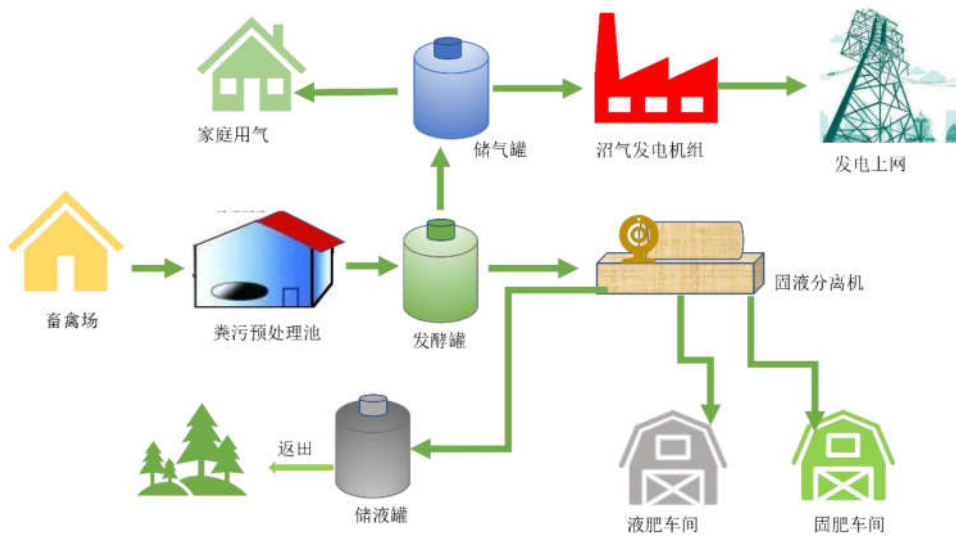 家庭用气
储气罐
沼气发电机组
发电上网
畜禽场
粪污预处理池
发酵罐
固液分离机
返田
储液罐
液肥车间
固肥车间